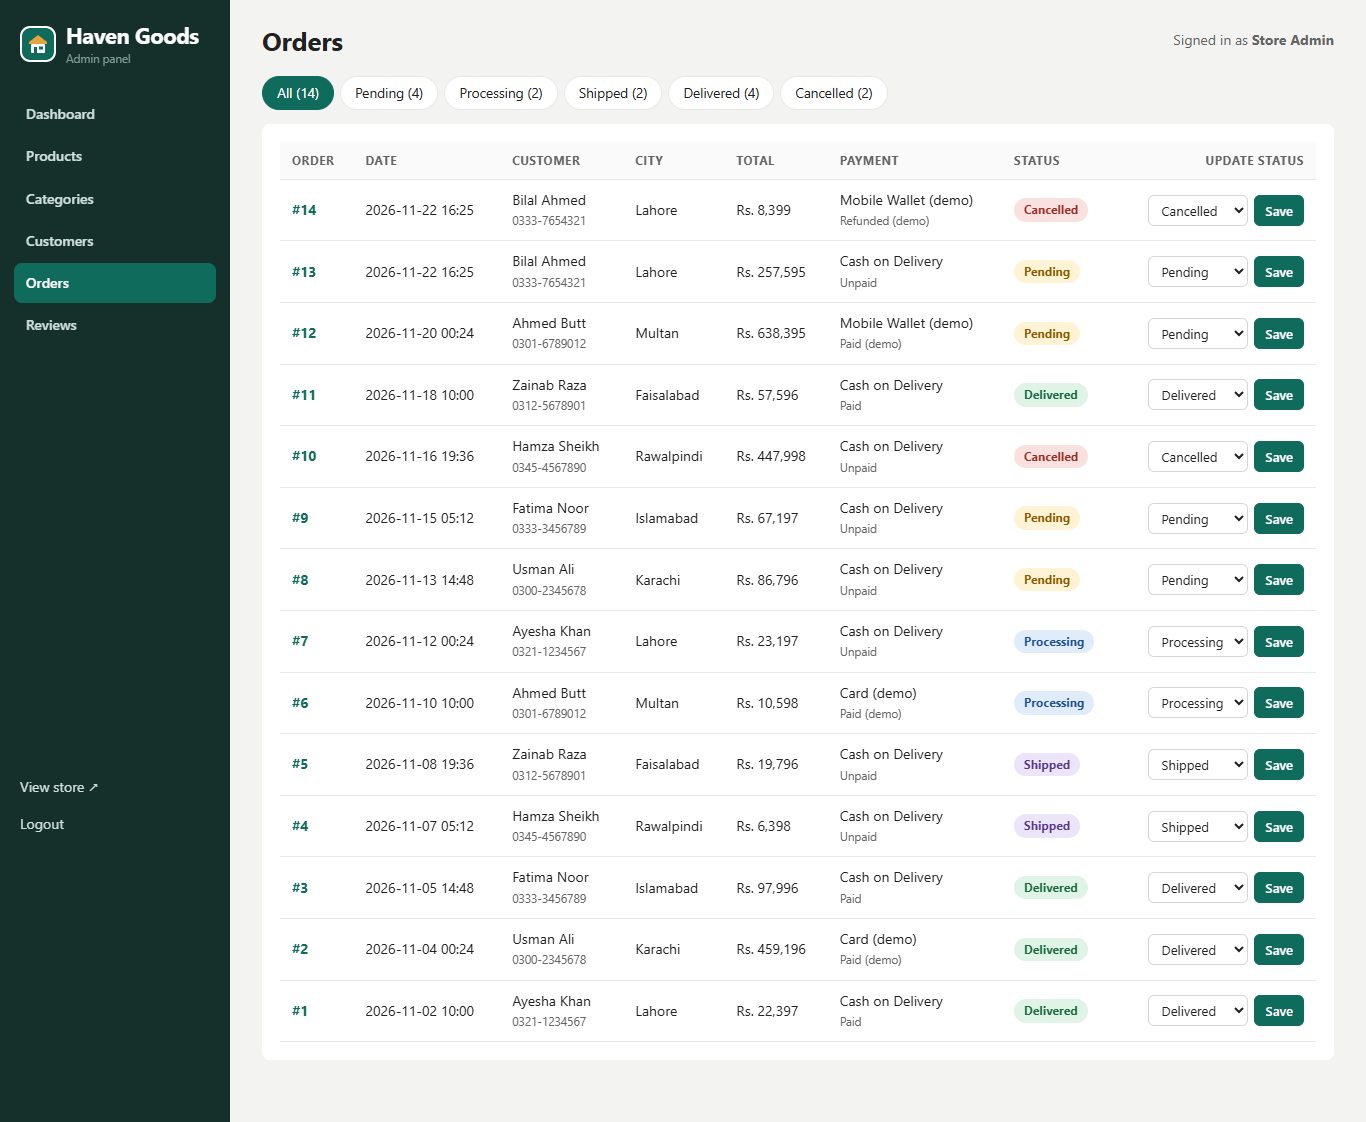 Haven Goods
Admin panel
Dashboard
Products
Categories
Customers
Orders
Reviews
View store ↗
Logout
Orders
Signed in as Store Admin
All (14) Pending (4) Processing (2) Shipped (2) Delivered (4) Cancelled (2)
ORDER DATE CUSTOMER CITY TOTAL PAYMENT STATUS UPDATE STATUS
#14 2026-11-22 16:25 Bilal Ahmed Lahore Rs. 8,399 Mobile Wallet (demo) Cancelled Cancelled Save
0333-7654321 Refunded (demo)
#13 2026-11-22 16:25 Bilal Ahmed Lahore Rs. 257,595 Cash on Delivery Pending Pending Save
0333-7654321 Unpaid
#12 2026-11-20 00:24 Ahmed Butt Multan Rs. 638,395 Mobile Wallet (demo) Pending Pending Save
0301-6789012 Paid (demo)
#11 2026-11-18 10:00 Zainab Raza Faisalabad Rs. 57,596 Cash on Delivery Delivered Delivered Save
0312-5678901 Paid
#10 2026-11-16 19:36 Hamza Sheikh Rawalpindi Rs. 447,998 Cash on Delivery Cancelled Cancelled Save
0345-4567890 Unpaid
#9 2026-11-15 05:12 Fatima Noor Islamabad Rs. 67,197 Cash on Delivery Pending Pending Save
0333-3456789 Unpaid
#8 2026-11-13 14:48 Usman Ali Karachi Rs. 86,796 Cash on Delivery Pending Pending Save
0300-2345678 Unpaid
#7 2026-11-12 00:24 Ayesha Khan Lahore Rs. 23,197 Cash on Delivery Processing Processing Save
0321-1234567 Unpaid
#6 2026-11-10 10:00 Ahmed Butt Multan Rs. 10,598 Card (demo) Processing Processing Save
0301-6789012 Paid (demo)
#5 2026-11-08 19:36 Zainab Raza Faisalabad Rs. 19,796 Cash on Delivery Shipped Shipped Save
0312-5678901 Unpaid
#4 2026-11-07 05:12 Hamza Sheikh Rawalpindi Rs. 6,398 Cash on Delivery Shipped Shipped Save
0345-4567890 Unpaid
#3 2026-11-05 14:48 Fatima Noor Islamabad Rs. 97,996 Cash on Delivery Delivered Delivered Save
0333-3456789 Paid
#2 2026-11-04 00:24 Usman Ali Karachi Rs. 459,196 Card (demo) Delivered Delivered Save
0300-2345678 Paid (demo)
#1 2026-11-02 10:00 Ayesha Khan Lahore Rs. 22,397 Cash on Delivery Delivered Delivered Save
0321-1234567 Paid